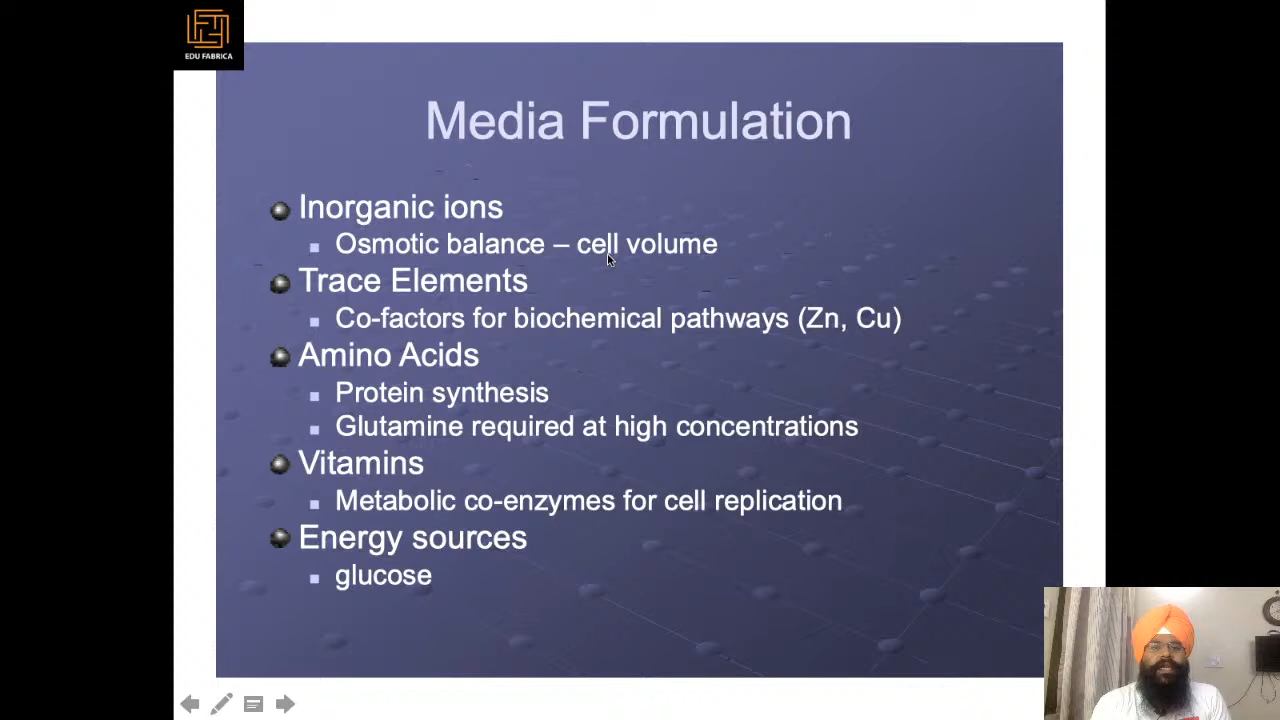 EDU FABRICA
Media Formulation
Inorganic ions
Osmotic balance – cell volume
Trace Elements
Co-factors for biochemical pathways (Zn, Cu)
Amino Acids
Protein synthesis
Glutamine required at high concentrations
Vitamins
Metabolic co-enzymes for cell replication
Energy sources
glucose